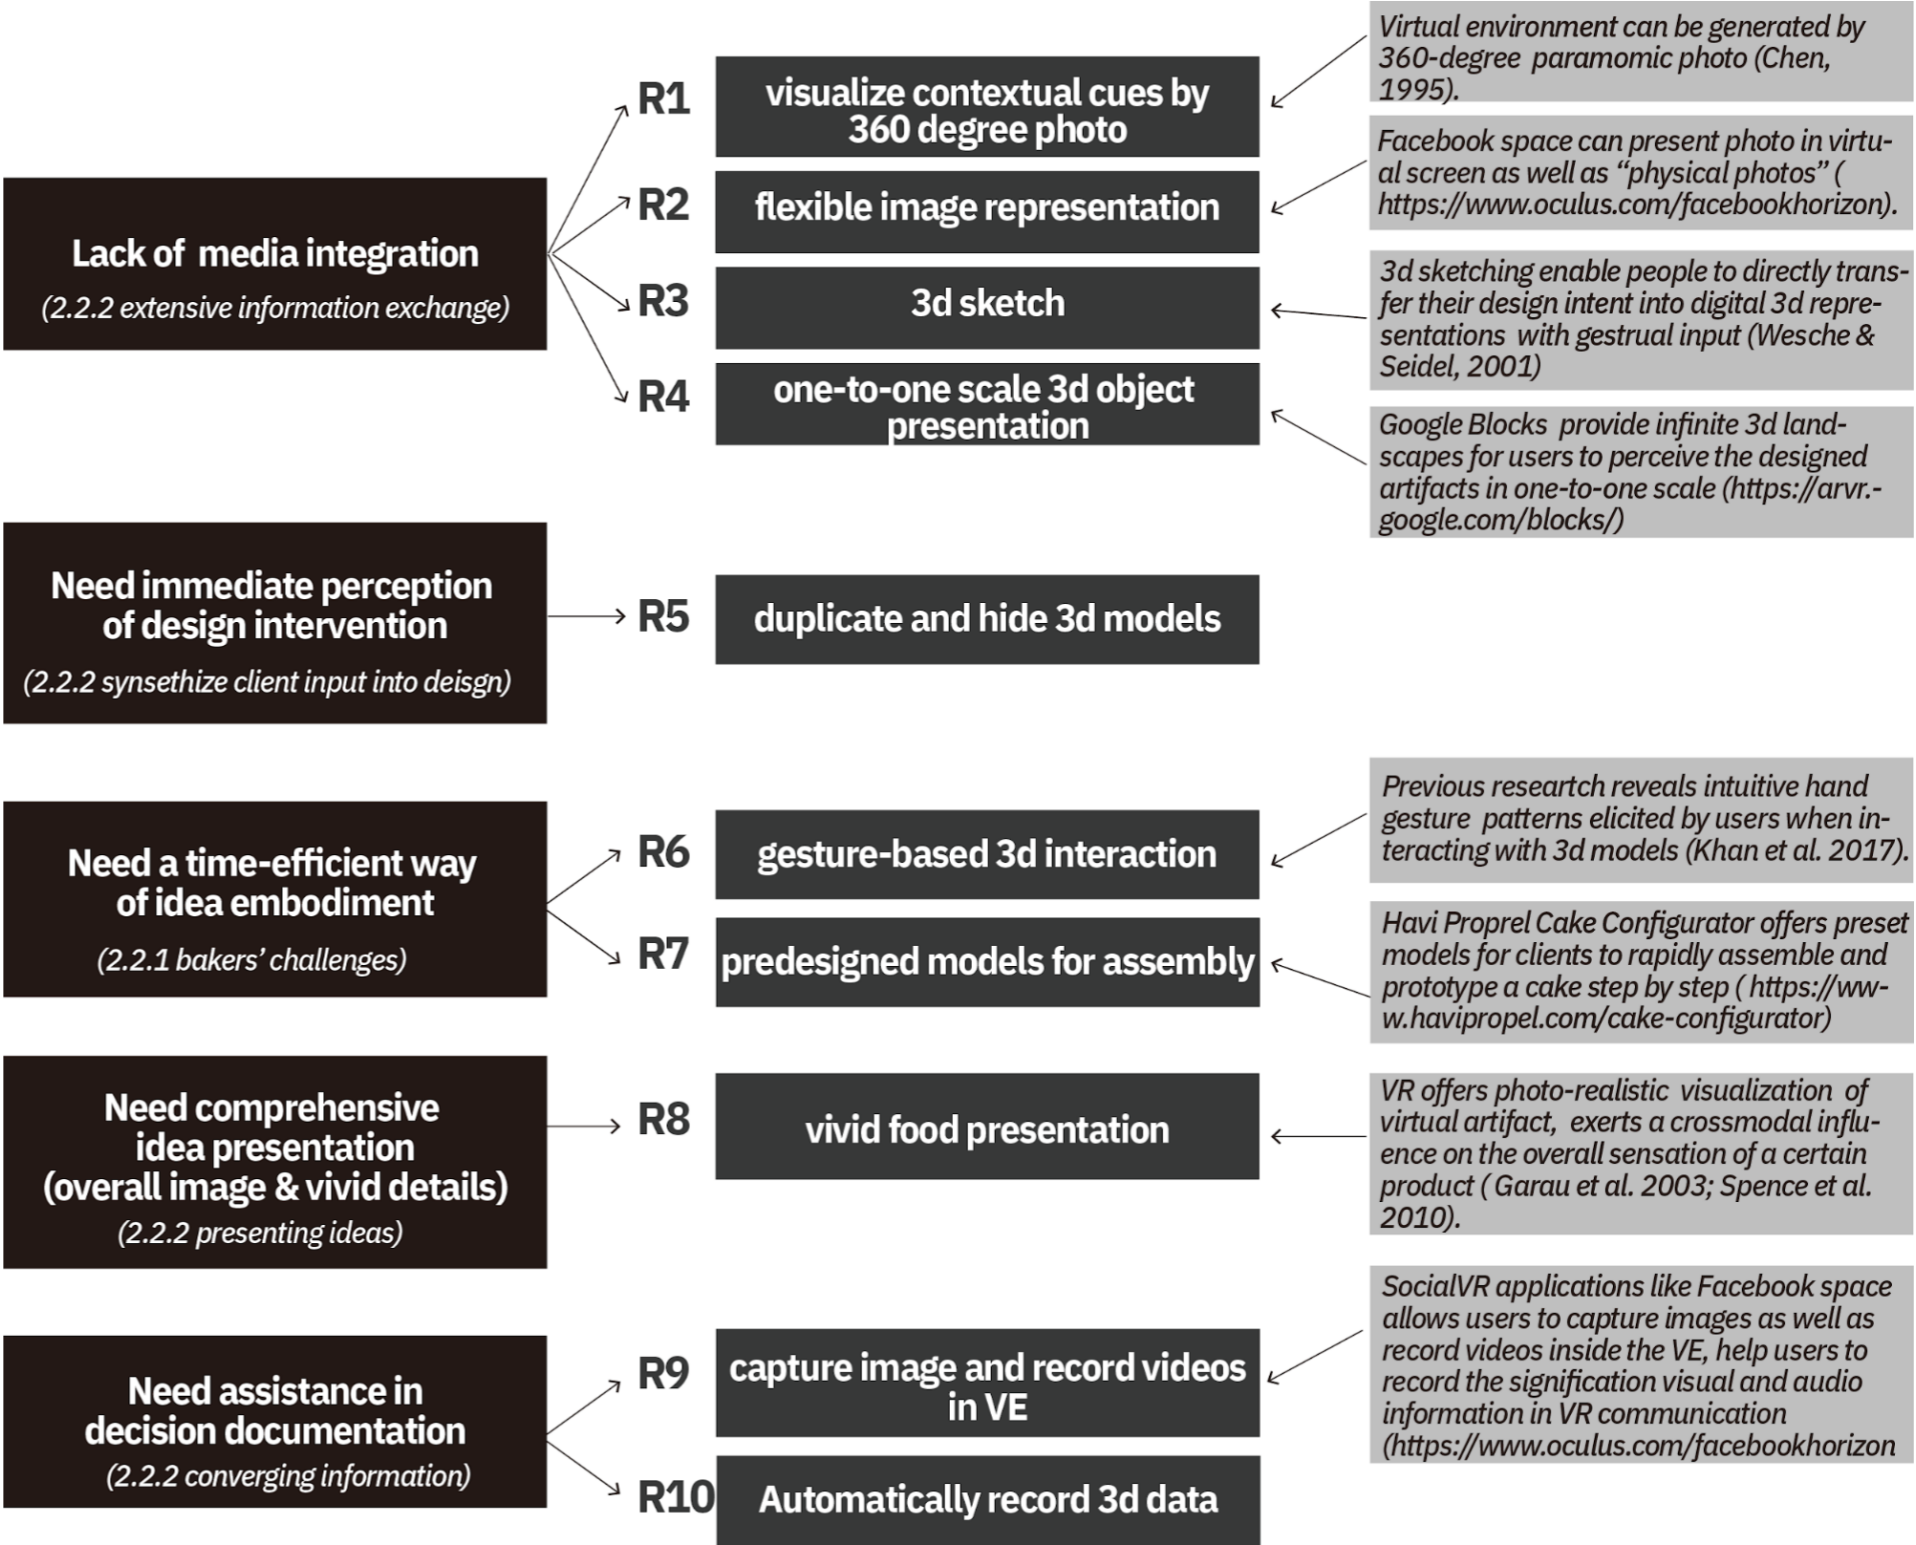 Lack of media integration
(2.2.2 extensive information exchange)
R1
visualize contextual cues by
360 degree photo
Virtual environment can be generated by
360-degree paramomic photo (Chen,
1995).
R2
flexible image representation
Facebook space can present photo in virtu-
al screen as well as “physical photos” (
https://www.oculus.com/facebookhorizon).
R3
3d sketch
3d sketching enable people to directly trans-
fer their design intent into digital 3d repre-
sentations with gestrual input (Wesche &
Seidel, 2001)
R4
one-to-one scale 3d object
presentation
Google Blocks provide infinite 3d land-
scapes for users to perceive the designed
artifacts in one-to-one scale (https://arvr.-
google.com/blocks/)
Need immediate perception
of design intervention
(2.2.2 synsethize client input into deisgn)
R5
duplicate and hide 3d models
Need a time-efficient way
of idea embodiment
(2.2.1 bakers’ challenges)
R6
gesture-based 3d interaction
Previous researtch reveals intuitive hand
gesture patterns elicited by users when in-
teracting with 3d models (Khan et al. 2017).
R7
predesigned models for assembly
Havi Proprel Cake Configurator offers preset
models for clients to rapidly assemble and
prototype a cake step by step ( https://ww-
w.havipropel.com/cake-configurator)
Need comprehensive
idea presentation
(overall image & vivid details)
(2.2.2 presenting ideas)
R8
vivid food presentation
VR offers photo-realistic visualization of
virtual artifact, exerts a crossmodal influ-
ence on the overall sensation of a certain
product ( Garau et al. 2003; Spence et al.
2010).
Need assistance in
decision documentation
(2.2.2 converging information)
R9
capture image and record videos
in VE
SocialVR applications like Facebook space
allows users to capture images as well as
record videos inside the VE, help users to
record the signification visual and audio
information in VR communication
(https://www.oculus.com/facebookhorizon
R10
Automatically record 3d data